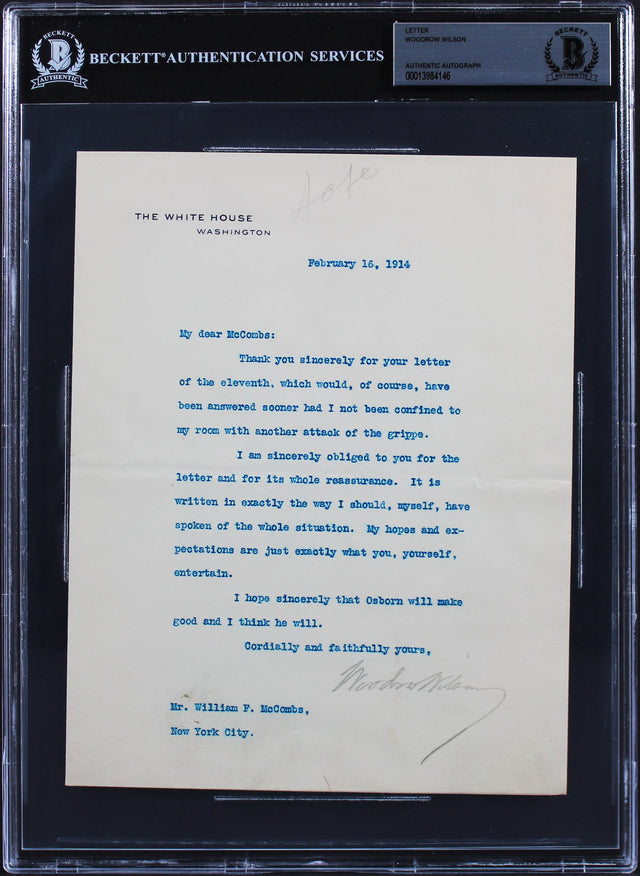 BECKETT
B
AUTHENTIC
BECKETT® AUTHENTICATION SERVICES
LETTER
WOODROW WILSON
AUTHENTIC AUTOGRAPH
00013984146
BECKETT
B
AUTHENTIC
THE WHITE HOUSE
WASHINGTON
February 16, 1914
My dear McCombs:
Thank you sincerely for your letter
of the eleventh, which would, of course, have
been answered sooner had I not been confined to
my room with another attack of the grippe.
I am sincerely obliged to you for the
letter and for its whole reassurance. It is
written in exactly the way I should, myself, have
spoken of the whole situation. My hopes and ex-
pectations are just exactly what you, yourself,
entertain.
I hope sincerely that Osborn will make
good and I think he will.
Cordially and faithfully yours,
Woodrow Wilson
Mr. William F. McCombs,
New York City.